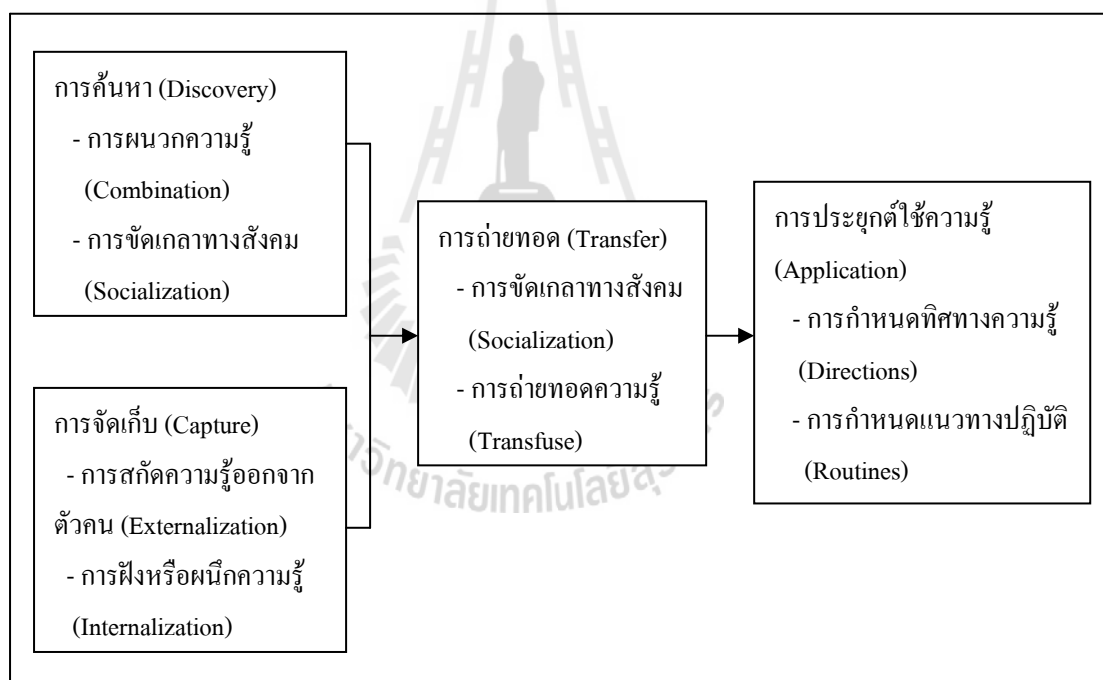 การค้นหา (Discovery)
- การผนวกความรู้
(Combination)
- การขัดเกลาทางสังคม
(Socialization)
การจัดเก็บ (Capture)
- การสกัดความรู้ออกจาก
ตัวคน (Externalization)
- การฝังหรือผนึกความรู้
(Internalization)
การถ่ายทอด (Transfer)
- การขัดเกลาทางสังคม
(Socialization)
- การถ่ายทอดความรู้
(Transfuse)
การประยุกต์ใช้ความรู้
(Application)
- การกำหนดทิศทางความรู้
(Directions)
- การกำหนดแนวทางปฏิบัติ
(Routines)